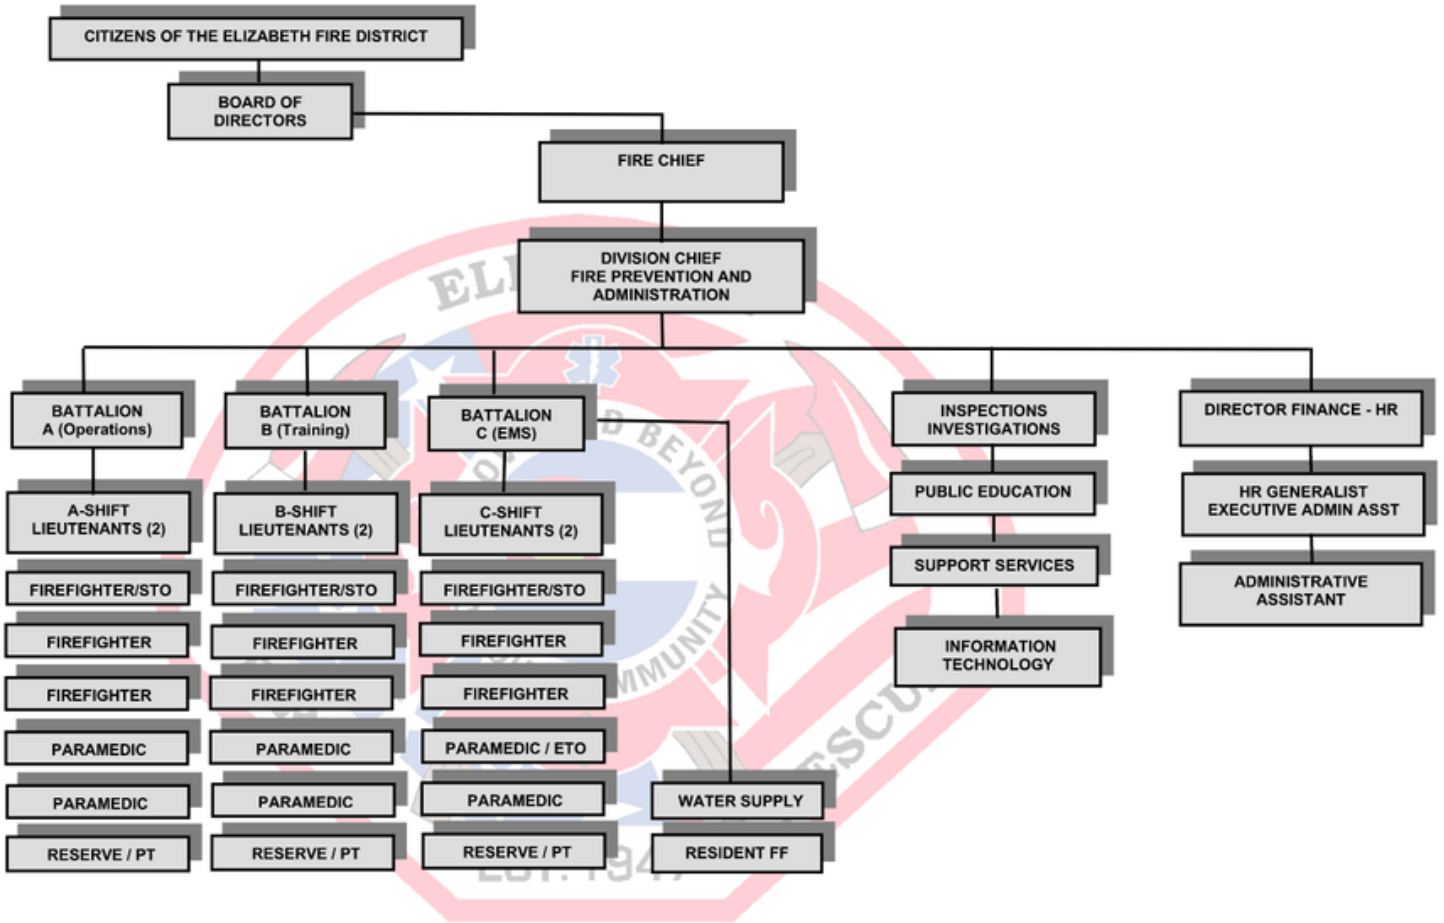 CITIZENS OF THE ELIZABETH FIRE DISTRICT
BOARD OF
DIRECTORS
FIRE CHIEF
DIVISION CHIEF
FIRE PREVENTION AND
ADMINISTRATION
BATTALION
A (Operations)
A-SHIFT
LIEUTENANTS (2)
FIREFIGHTER/STO
FIREFIGHTER
FIREFIGHTER
PARAMEDIC
PARAMEDIC
RESERVE / PT
BATTALION
B (Training)
B-SHIFT
LIEUTENANTS (2)
FIREFIGHTER/STO
FIREFIGHTER
FIREFIGHTER
PARAMEDIC
PARAMEDIC
RESERVE / PT
BATTALION
C (EMS)
C-SHIFT
LIEUTENANTS (2)
FIREFIGHTER/STO
FIREFIGHTER
FIREFIGHTER
PARAMEDIC / ETO
PARAMEDIC
RESERVE / PT
WATER SUPPLY
RESIDENT FF
INSPECTIONS
INVESTIGATIONS
PUBLIC EDUCATION
SUPPORT SERVICES
INFORMATION
TECHNOLOGY
DIRECTOR FINANCE - HR
HR GENERALIST
EXECUTIVE ADMIN ASST
ADMINISTRATIVE
ASSISTANT
BEYOND
EST. 194